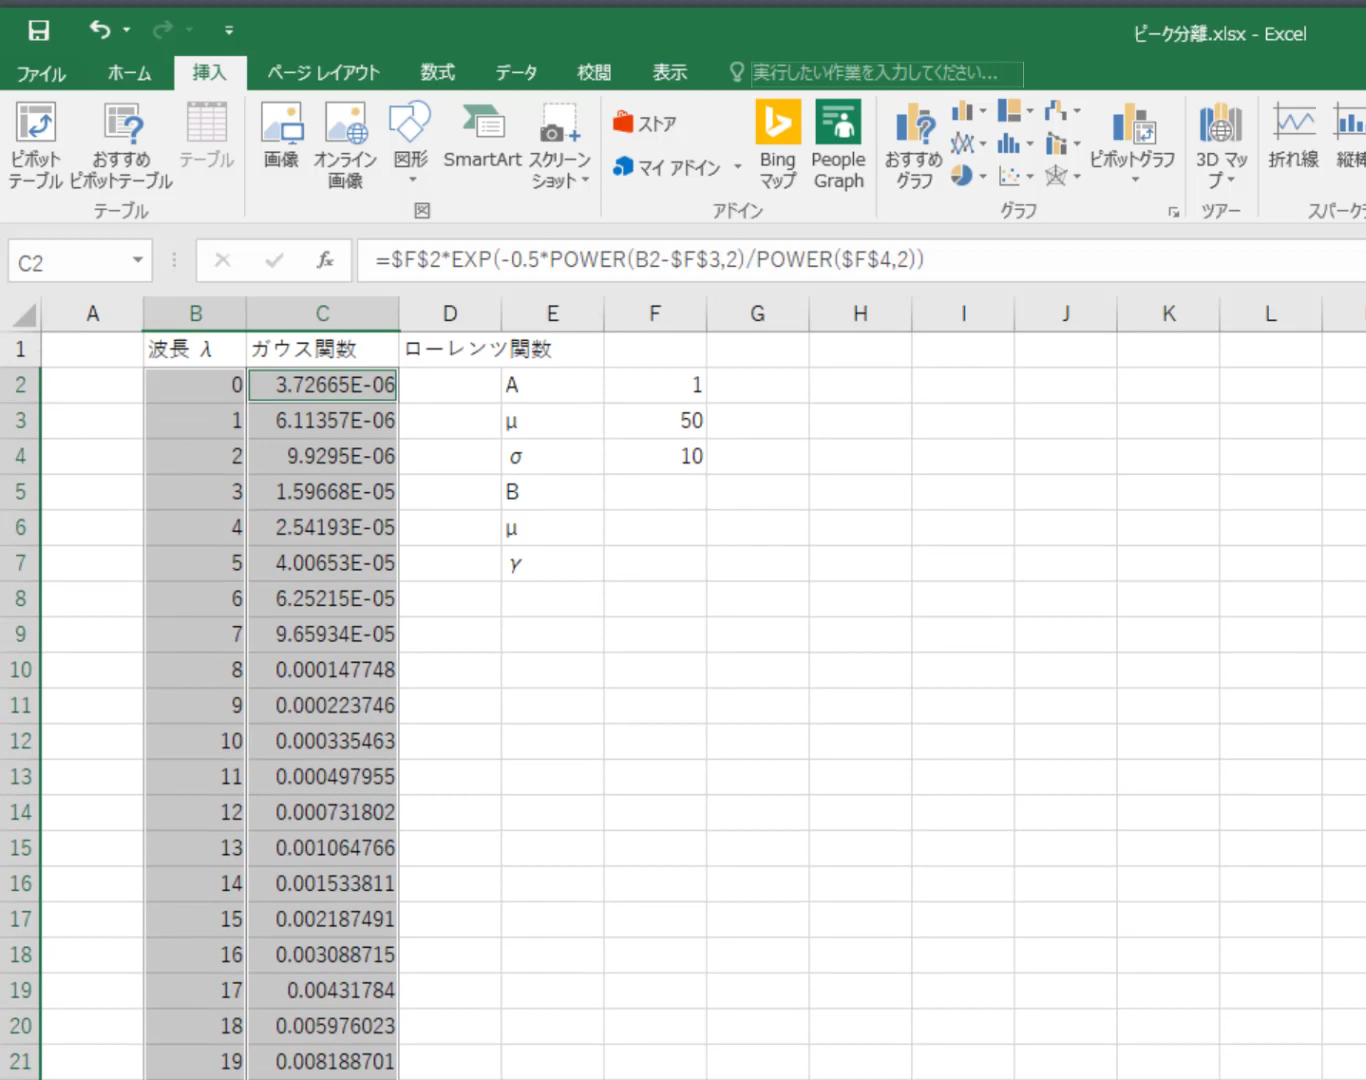 ピーク分離.xlsx - Excel
ファイル ホーム 挿入 ページ レイアウト 数式 データ 校閲 表示 実行したい作業を入力してください...
ピボット テーブル おすすめ ピボットテーブル テーブル 画像 オンライン 画像 図形 SmartArt スクリーン ショット ストア マイ アドイン Bing マップ People Graph おすすめ グラフ ピボットグラフ 3D マップ 折れ線
テーブル 図 アドイン グラフ ツアー
C2 fx =$F$2*EXP(-0.5*POWER(B2-$F$3,2)/POWER($F$4,2))
A B C D E F G H I J K L
1 波長 λ ガウス関数 ローレンツ関数
2 0 3.72665E-06 A 1
3 1 6.11357E-06 μ 50
4 2 9.9295E-06 σ 10
5 3 1.59668E-05 B
6 4 2.54193E-05 μ
7 5 4.00653E-05 γ
8 6 6.25215E-05
9 7 9.65934E-05
10 8 0.000147748
11 9 0.000223746
12 10 0.000335463
13 11 0.000497955
14 12 0.000731802
15 13 0.001064766
16 14 0.001533811
17 15 0.002187491
18 16 0.003088715
19 17 0.00431784
20 18 0.005976023
21 19 0.008188701